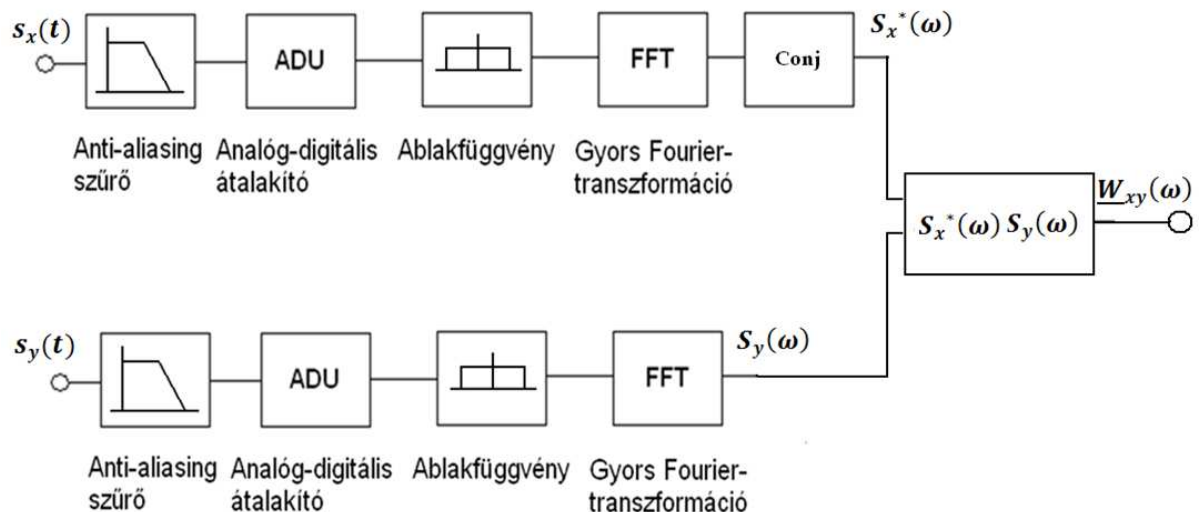 s_x(t)
ADU
FFT
Conj
S_x^*(ω)
Anti-aliasing
szűrő
Analóg-digitális
átalakító
Ablakfüggvény
Gyors Fourier-
transzformáció
S_x^*(ω) S_y(ω)
W_xy(ω)
s_y(t)
ADU
FFT
S_y(ω)
Anti-aliasing
szűrő
Analóg-digitális
átalakító
Ablakfüggvény
Gyors Fourier-
transzformáció